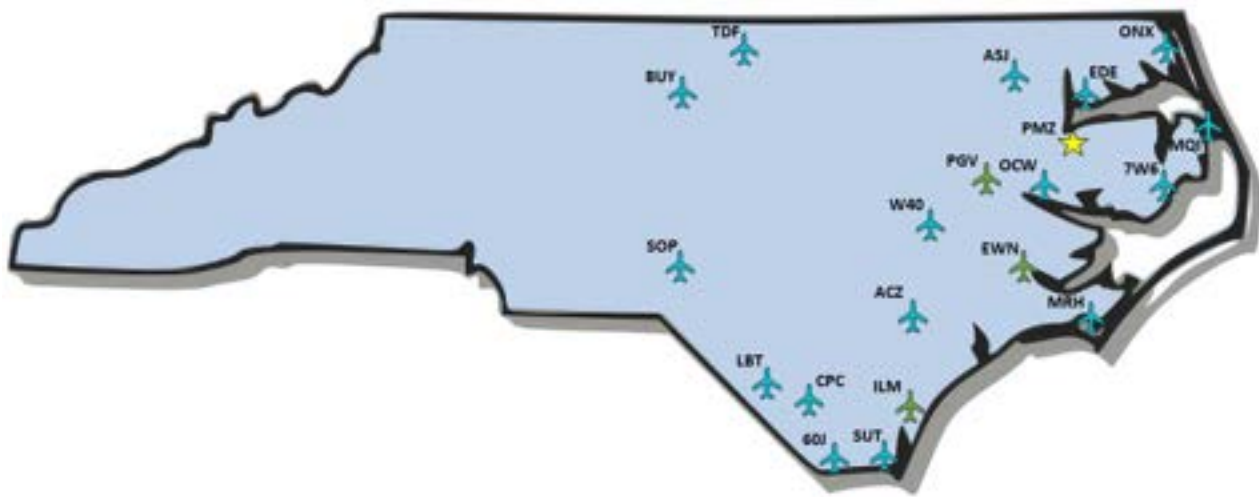 TDF
ONX
ASJ
BUY
EDE
PMZ
MQI
PGV
OCW
7W6
W40
SOP
EWN
ACZ
MRH
LBT
CPC
ILM
60J
SUT